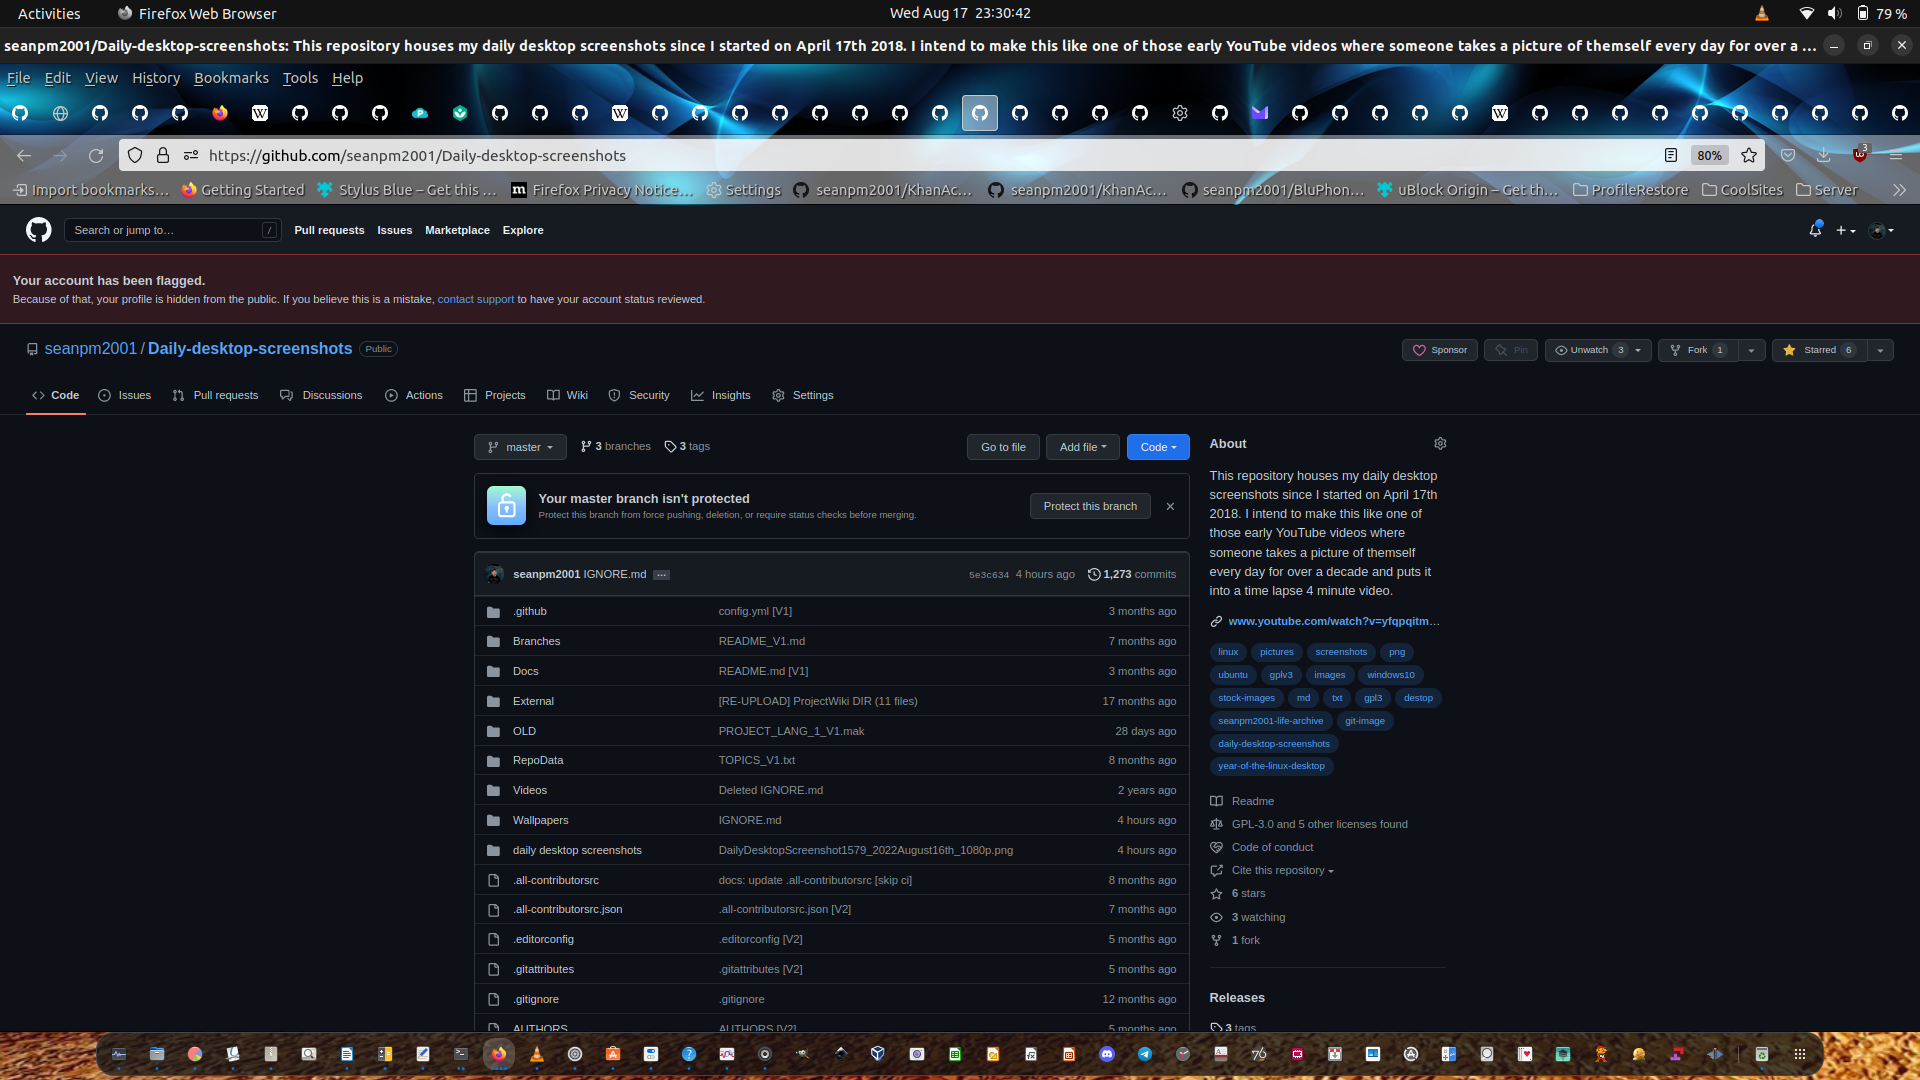 Activities
Firefox Web Browser
Wed Aug 17 23:30:42
79 %
seanpm2001/Daily-desktop-screenshots: This repository houses my daily desktop screenshots since I started on April 17th 2018. I intend to make this like one of those early YouTube videos where someone takes a picture of themself every day for over a ...
File Edit View History Bookmarks Tools Help
https://github.com/seanpm2001/Daily-desktop-screenshots
80%
3
Import bookmarks...
Getting Started
Stylus Blue – Get this ...
Firefox Privacy Notice...
Settings
seanpm2001/KhanAc...
seanpm2001/KhanAc...
seanpm2001/BluPhon...
uBlock Origin – Get th...
ProfileRestore
CoolSites
Server
Search or jump to...
/
Pull requests
Issues
Marketplace
Explore
Your account has been flagged.
Because of that, your profile is hidden from the public. If you believe this is a mistake, contact support to have your account status reviewed.
seanpm2001 / Daily-desktop-screenshots Public
Sponsor
Pin
Unwatch 3
Fork 1
Starred 6
Code
Issues
Pull requests
Discussions
Actions
Projects
Wiki
Security
Insights
Settings
master
3 branches
3 tags
Go to file
Add file
Code
Your master branch isn't protected
Protect this branch from force pushing, deletion, or require status checks before merging.
Protect this branch
seanpm2001 IGNORE.md ...
5e3c634 4 hours ago
1,273 commits
.github config.yml [V1] 3 months ago
Branches README_V1.md 7 months ago
Docs README.md [V1] 3 months ago
External [RE-UPLOAD] ProjectWiki DIR (11 files) 17 months ago
OLD PROJECT_LANG_1_V1.mak 28 days ago
RepoData TOPICS_V1.txt 8 months ago
Videos Deleted IGNORE.md 2 years ago
Wallpapers IGNORE.md 4 hours ago
daily desktop screenshots DailyDesktopScreenshot1579_2022August16th_1080p.png 4 hours ago
.all-contributorsrc docs: update .all-contributorsrc [skip ci] 8 months ago
.all-contributorsrc.json .all-contributorsrc.json [V2] 7 months ago
.editorconfig .editorconfig [V2] 5 months ago
.gitattributes .gitattributes [V2] 5 months ago
.gitignore .gitignore 12 months ago
AUTHORS AUTHORS [V2] 5 months ago
About
This repository houses my daily desktop
screenshots since I started on April 17th
2018. I intend to make this like one of
those early YouTube videos where
someone takes a picture of themself
every day for over a decade and puts it
into a time lapse 4 minute video.
www.youtube.com/watch?v=yfqpqitm...
linux pictures screenshots png
ubuntu gplv3 images windows10
stock-images md txt gpl3 destop
seanpm2001-life-archive git-image
daily-desktop-screenshots
year-of-the-linux-desktop
Readme
GPL-3.0 and 5 other licenses found
Code of conduct
Cite this repository
6 stars
3 watching
1 fork
Releases
3 tags